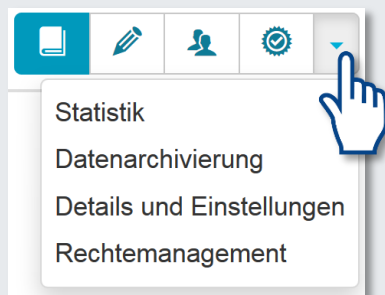 Statistik
Datenarchivierung
Details und Einstellungen
Rechtemanagement